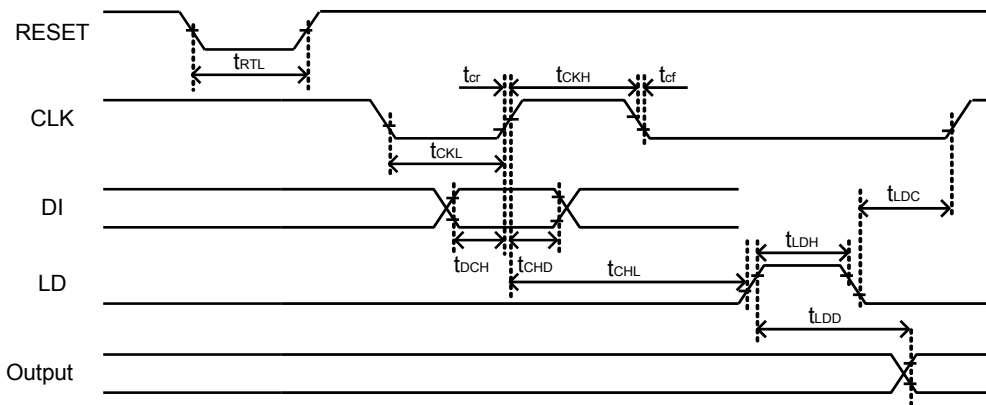 RESET
tRTL
tcr
tCKH
tcf
CLK
tCKL
DI
tLDC
tDCH
tCHD
tCHL
tLDH
LD
tLDD
Output